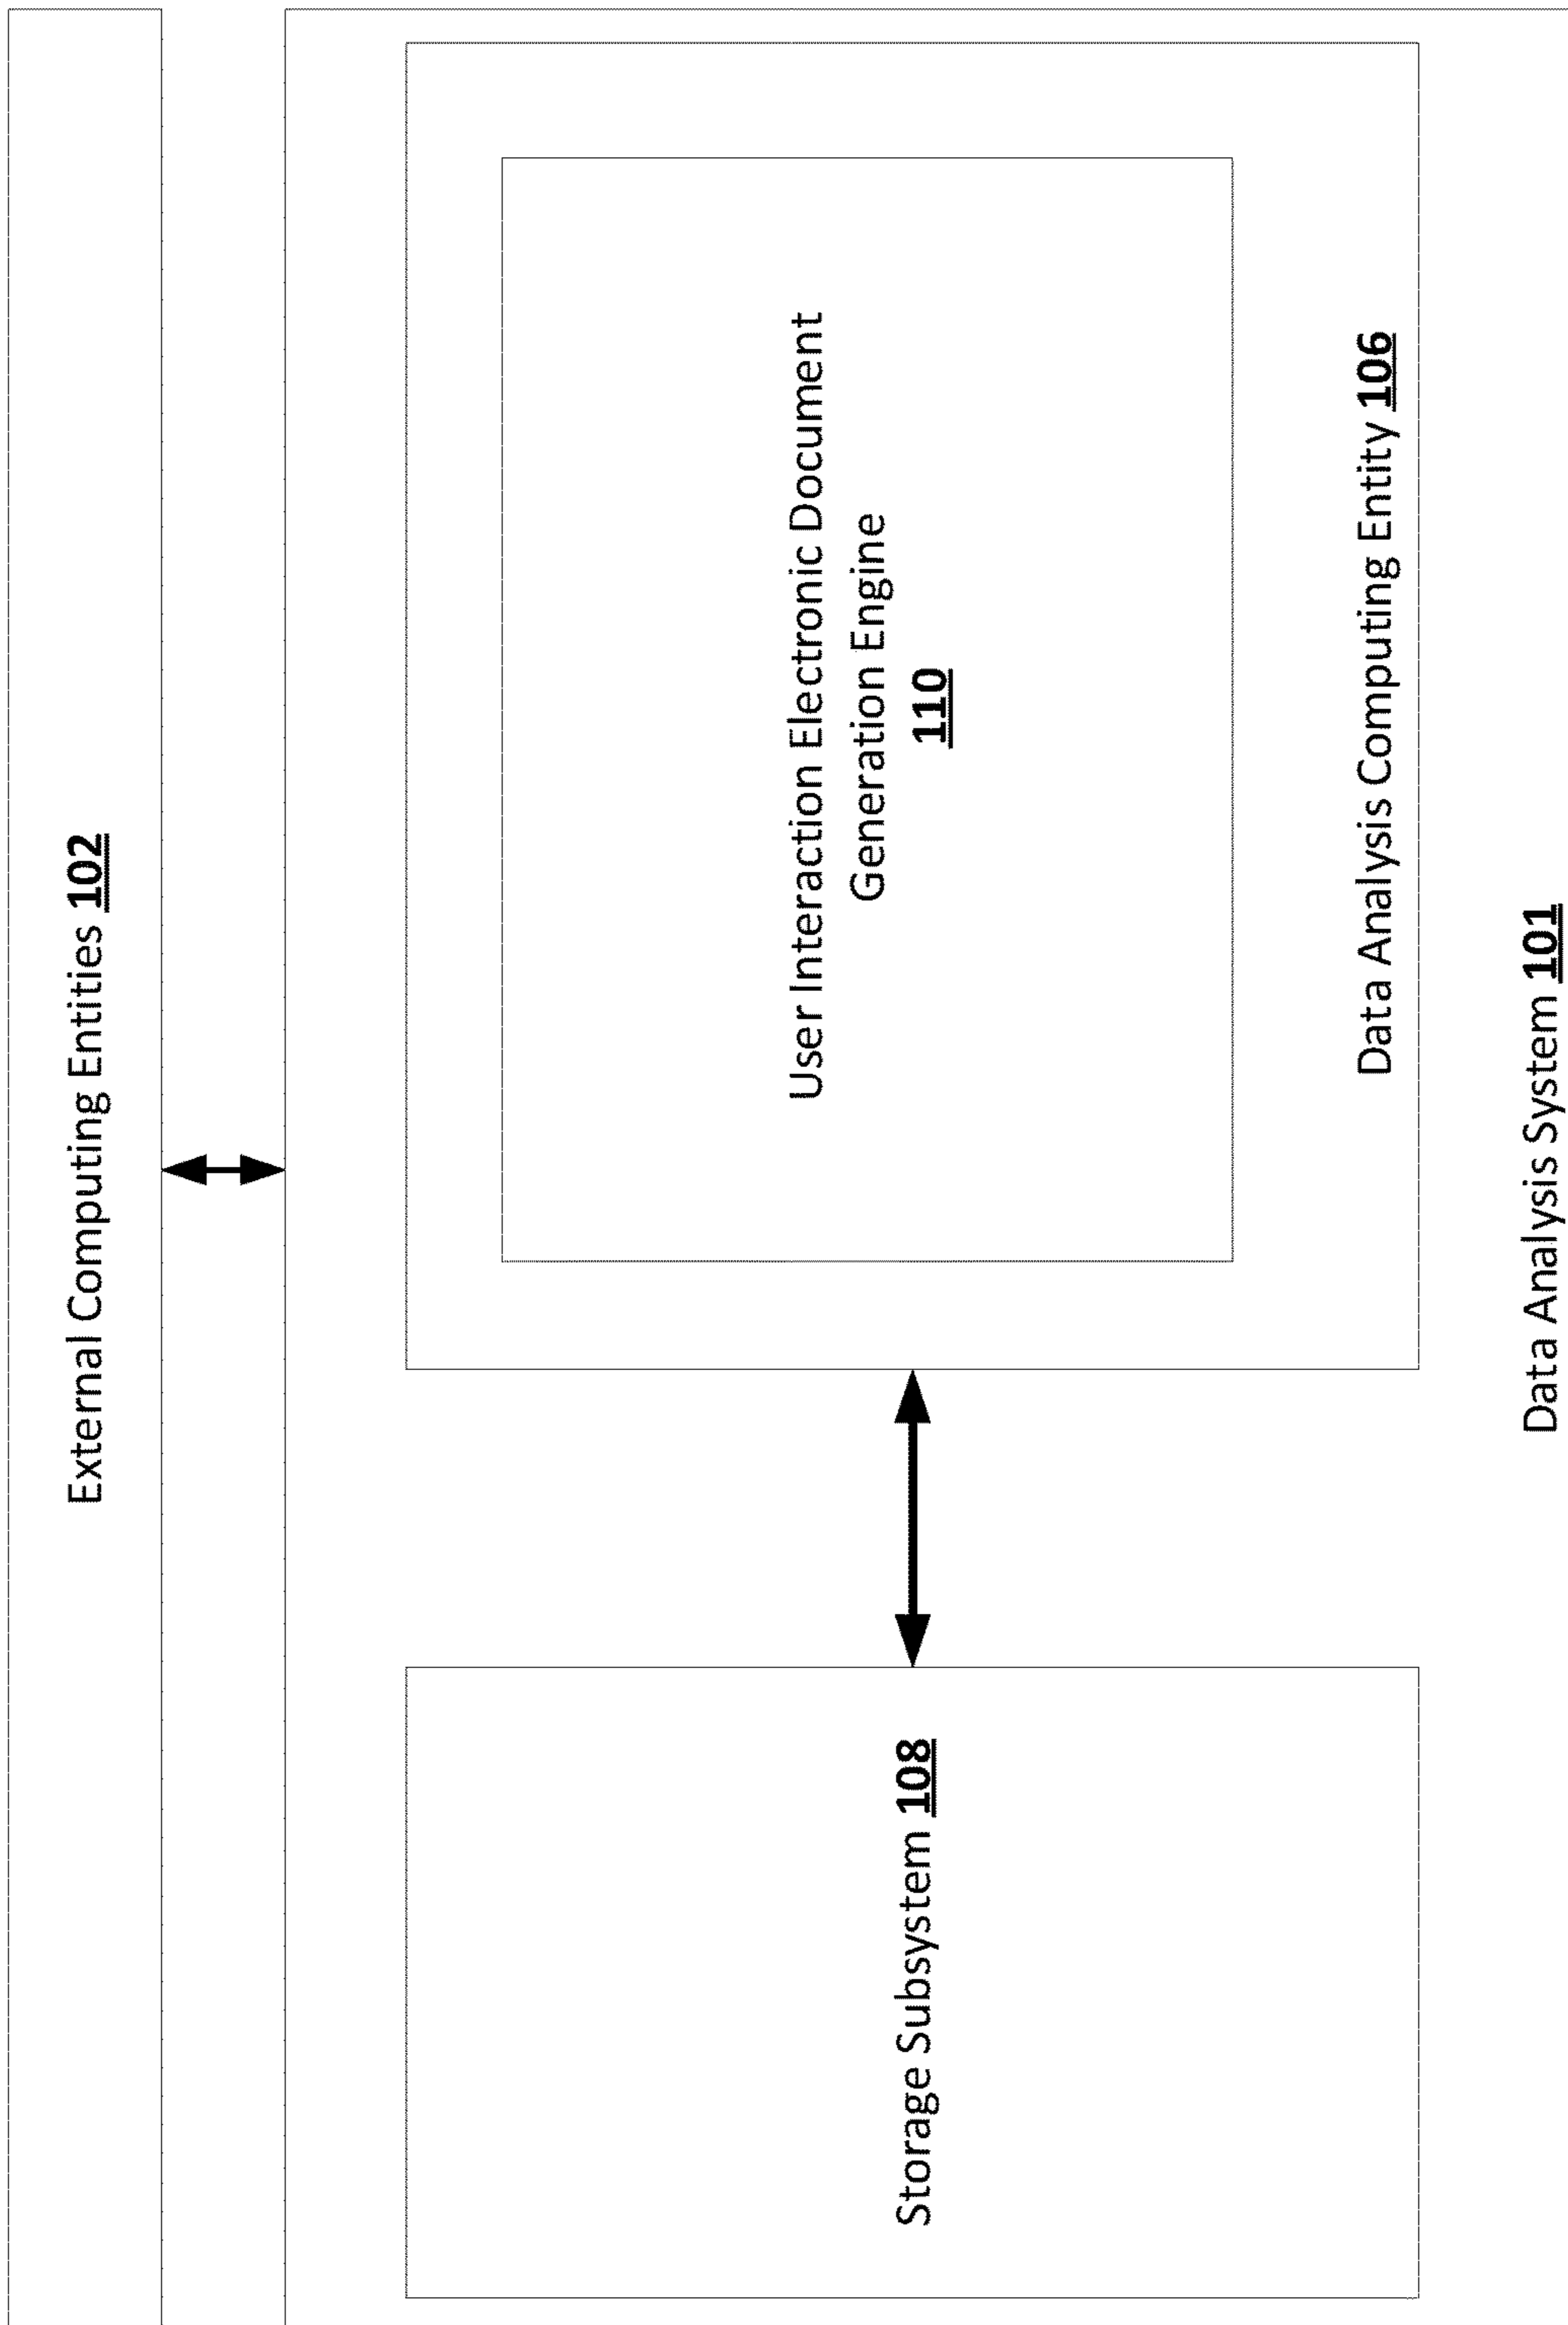 External Computing Entities 102
Storage Subsystem 108
User Interaction Electronic Document
Generation Engine
110
Data Analysis Computing Entity 106
Data Analysis System 101